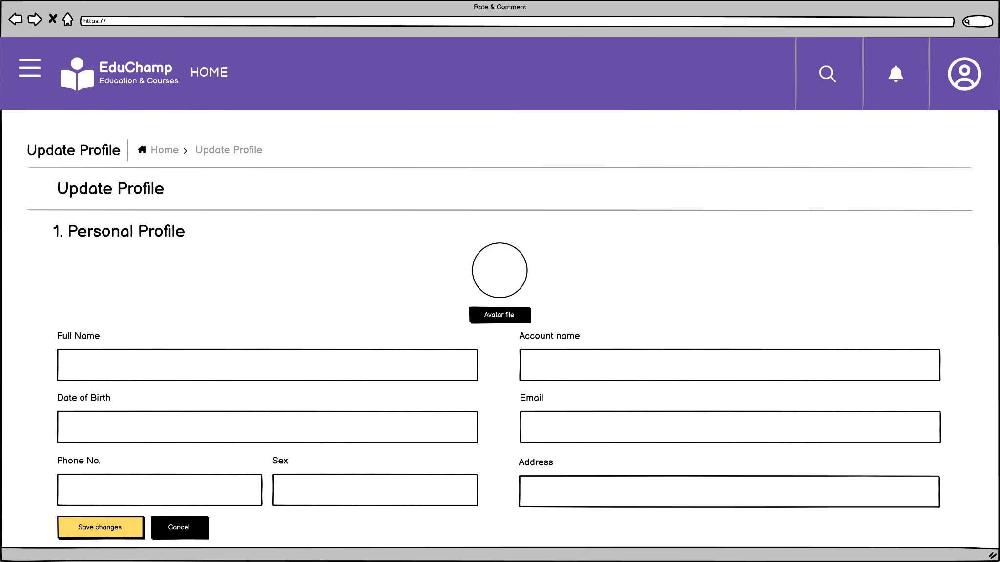 Rate & Comment
https://
EduChamp
Education & Courses
HOME
Update Profile
Home
Update Profile
Update Profile
1. Personal Profile
Avatar file
Full Name
Account name
Date of Birth
Email
Phone No.
Sex
Address
Save changes
Cancel